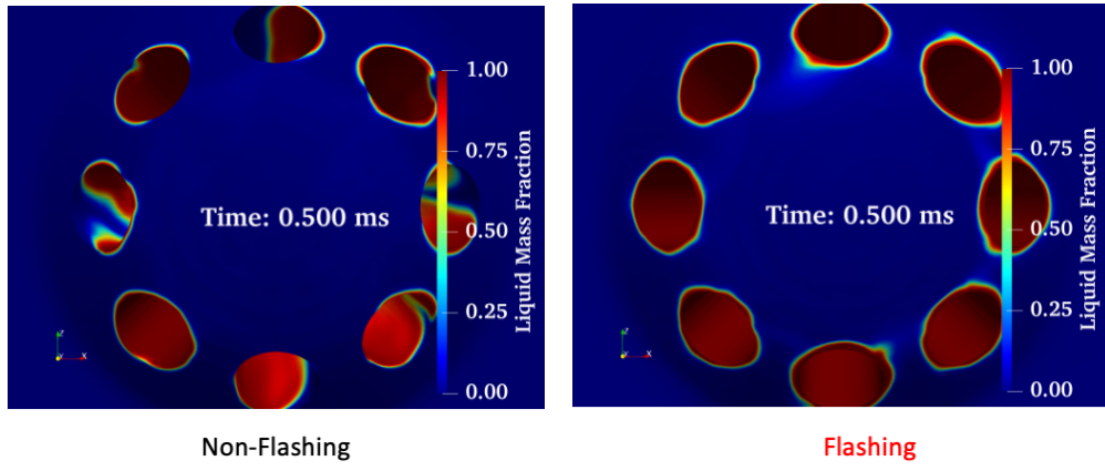 1.00
0.75
Time: 0.500 ms
0.50
0.25
0.00
Liquid Mass Fraction
z
Y
X
Non-Flashing
1.00
0.75
Time: 0.500 ms
0.50
0.25
0.00
Liquid Mass Fraction
z
Y
X
Flashing